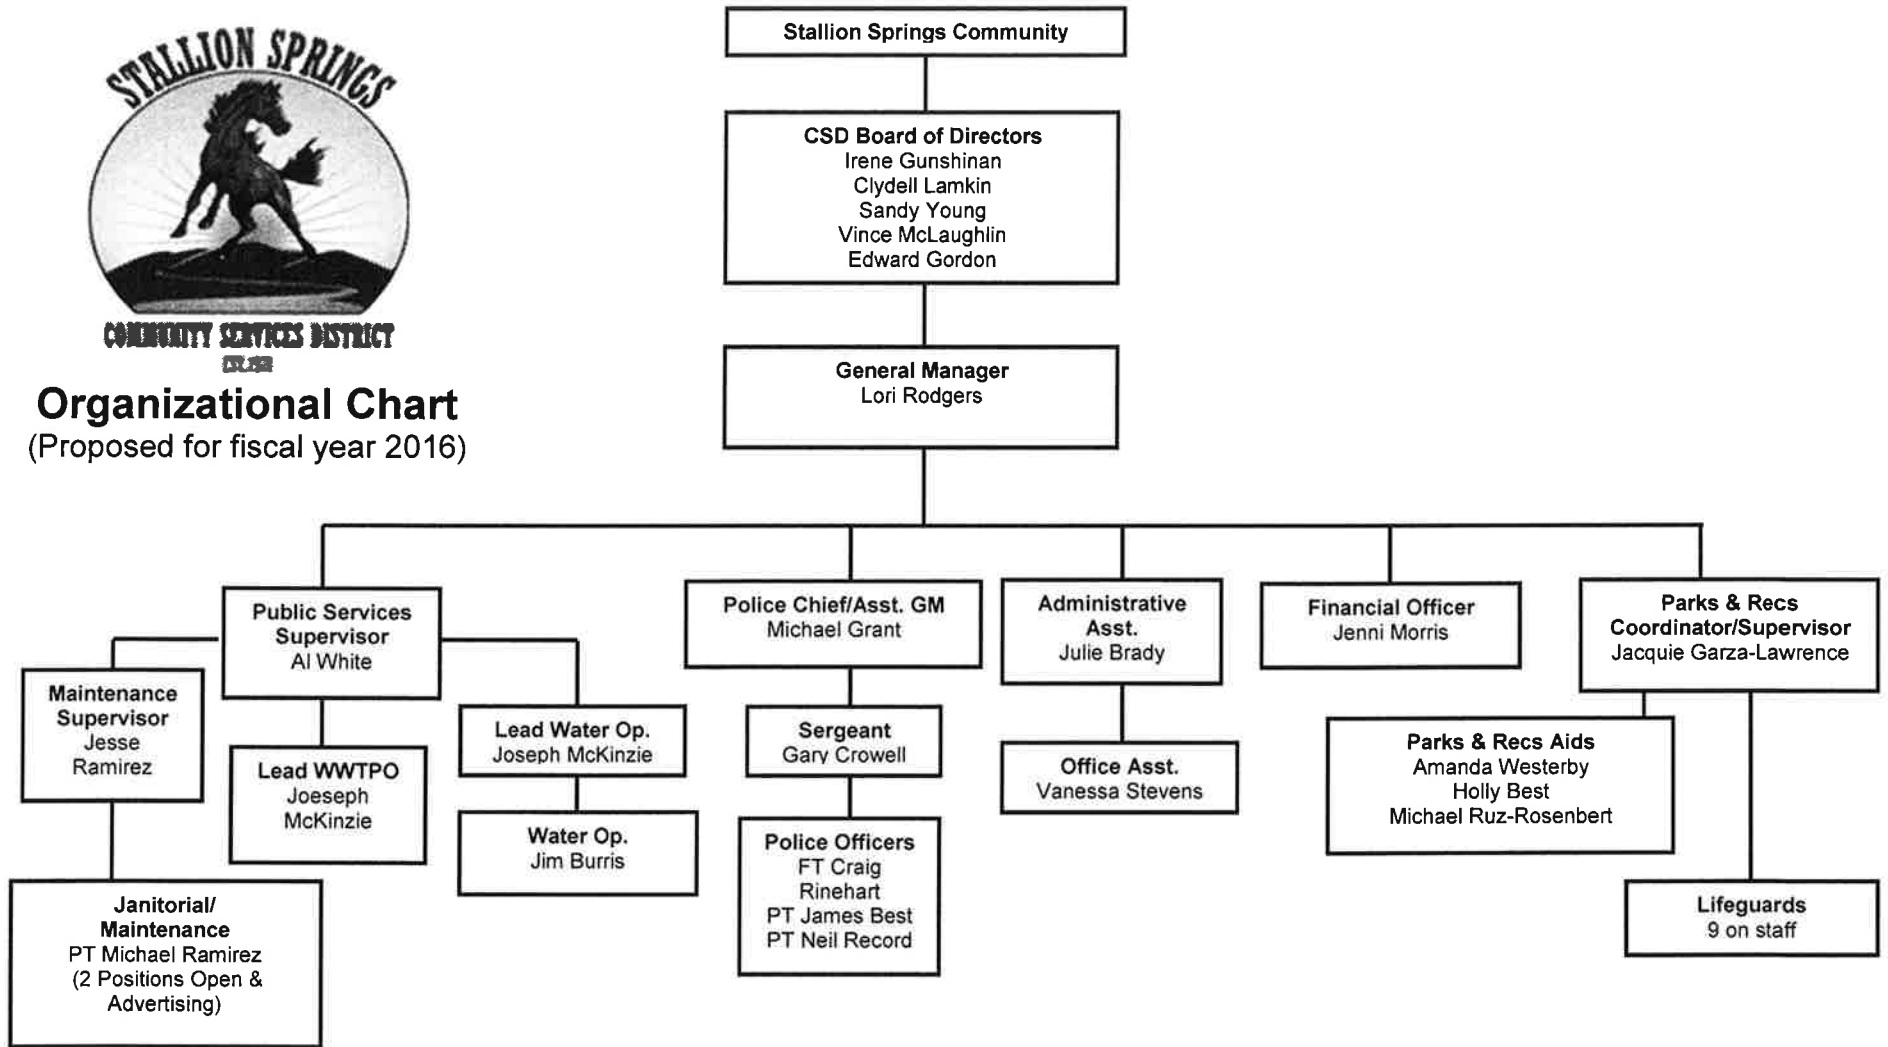 STALLION SPRINGS
COMMUNITY SERVICES DISTRICT
Organizational Chart
(Proposed for fiscal year 2016)
Stallion Springs Community
CSD Board of Directors
Irene Gunshinan
Clydell Lamkin
Sandy Young
Vince McLaughlin
Edward Gordon
General Manager
Lori Rodgers
Public Services
Supervisor
Al White
Maintenance
Supervisor
Jesse
Ramirez
Janitorial/
Maintenance
PT Michael Ramirez
(2 Positions Open &
Advertising)
Lead WWTPO
Joeseph
McKinzie
Lead Water Op.
Joseph McKinzie
Water Op.
Jim Burris
Police Chief/Asst. GM
Michael Grant
Sergeant
Gary Crowell
Police Officers
FT Craig
Rinehart
PT James Best
PT Neil Record
Administrative
Asst.
Julie Brady
Office Asst.
Vanessa Stevens
Financial Officer
Jenni Morris
Parks & Recs
Coordinator/Supervisor
Jacquie Garza-Lawrence
Parks & Recs Aids
Amanda Westerby
Holly Best
Michael Ruz-Rosenbert
Lifeguards
9 on staff